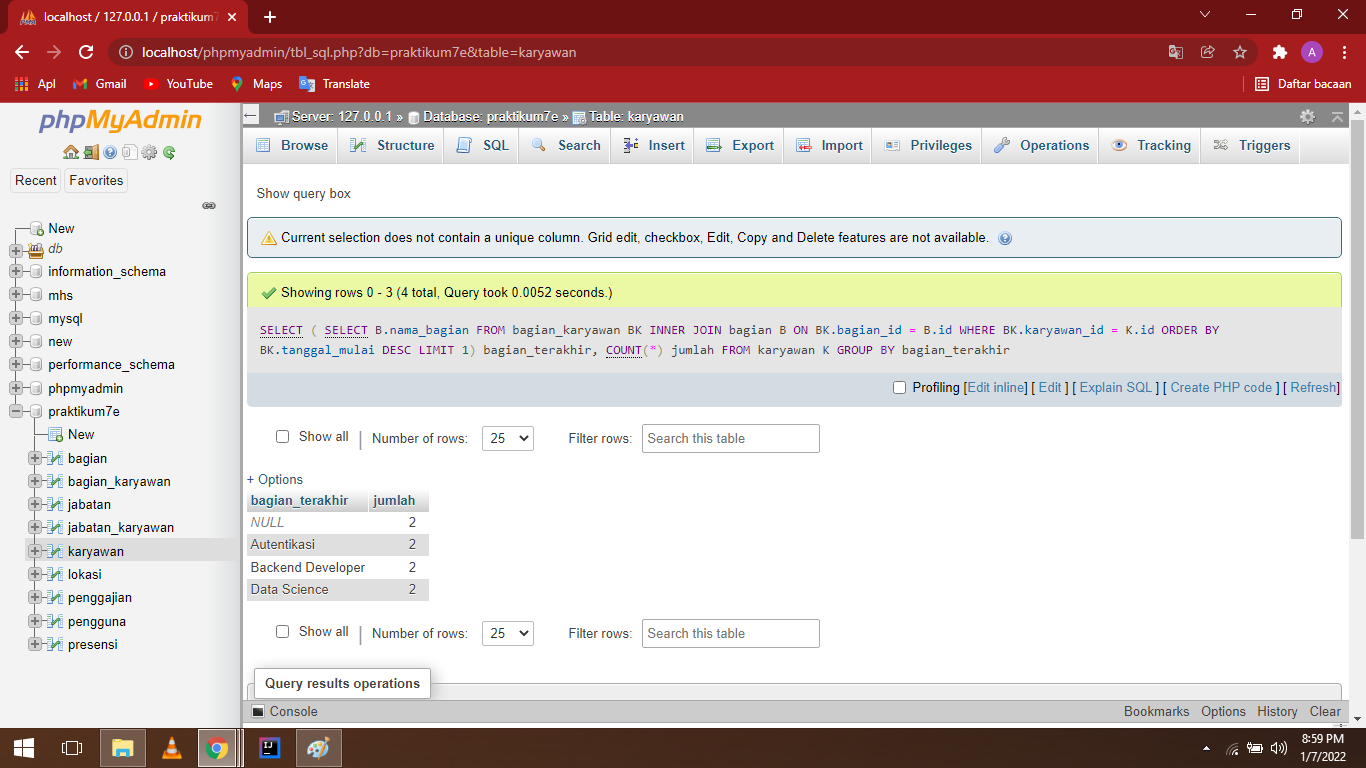 localhost / 127.0.0.1 / praktikum7
localhost/phpmyadmin/tbl_sql.php?db=praktikum7e&table=karyawan
A
Apl Gmail YouTube Maps Translate Daftar bacaan
phpMyAdmin
Recent Favorites
New
db
information_schema
mhs
mysql
new
performance_schema
phpmyadmin
praktikum7e
New
bagian
bagian_karyawan
jabatan
jabatan_karyawan
karyawan
lokasi
penggajian
pengguna
presensi
Server: 127.0.0.1 » Database: praktikum7e » Table: karyawan
Browse Structure SQL Search Insert Export Import Privileges Operations Tracking Triggers
Show query box
Current selection does not contain a unique column. Grid edit, checkbox, Edit, Copy and Delete features are not available.
Showing rows 0 - 3 (4 total, Query took 0.0052 seconds.)
SELECT ( SELECT B.nama_bagian FROM bagian_karyawan BK INNER JOIN bagian B ON BK.bagian_id = B.id WHERE BK.karyawan_id = K.id ORDER BY
BK.tanggal_mulai DESC LIMIT 1) bagian_terakhir, COUNT(*) jumlah FROM karyawan K GROUP BY bagian_terakhir
Profiling [Edit inline] [ Edit ] [ Explain SQL ] [ Create PHP code ] [ Refresh]
Show all | Number of rows: 25 Filter rows: Search this table
+ Options
bagian_terakhir jumlah
NULL 2
Autentikasi 2
Backend Developer 2
Data Science 2
Show all | Number of rows: 25 Filter rows: Search this table
Query results operations
Console Bookmarks Options History Clear
8:59 PM
1/7/2022